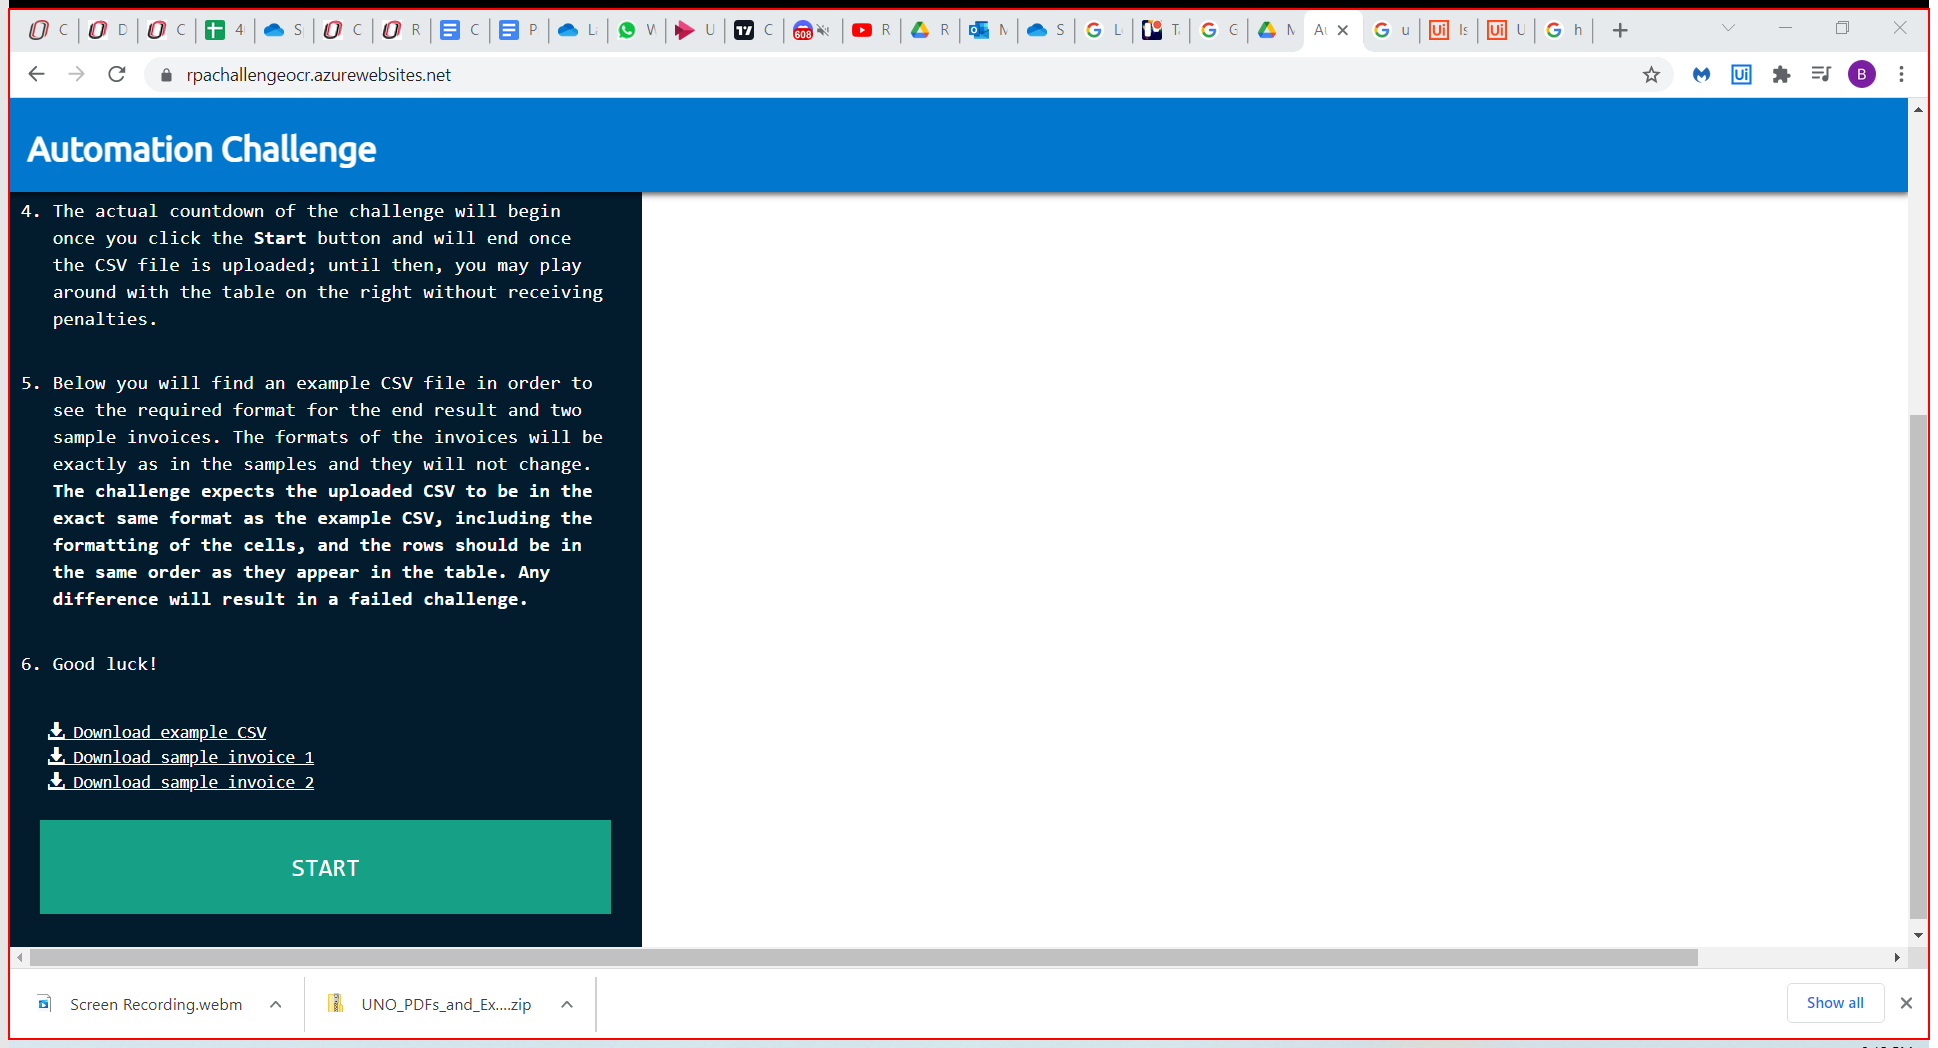 C D C 4 S C R C P L W U C 608 R R M S L T G M Au u Is U h
rpachallengeocr.azurewebsites.net
Ui
B
Automation Challenge
4. The actual countdown of the challenge will begin
once you click the Start button and will end once
the CSV file is uploaded; until then, you may play
around with the table on the right without receiving
penalties.
5. Below you will find an example CSV file in order to
see the required format for the end result and two
sample invoices. The formats of the invoices will be
exactly as in the samples and they will not change.
The challenge expects the uploaded CSV to be in the
exact same format as the example CSV, including the
formatting of the cells, and the rows should be in
the same order as they appear in the table. Any
difference will result in a failed challenge.
6. Good luck!
Download example CSV
Download sample invoice 1
Download sample invoice 2
START
Screen Recording.webm
UNO_PDFs_and_Ex....zip
Show all